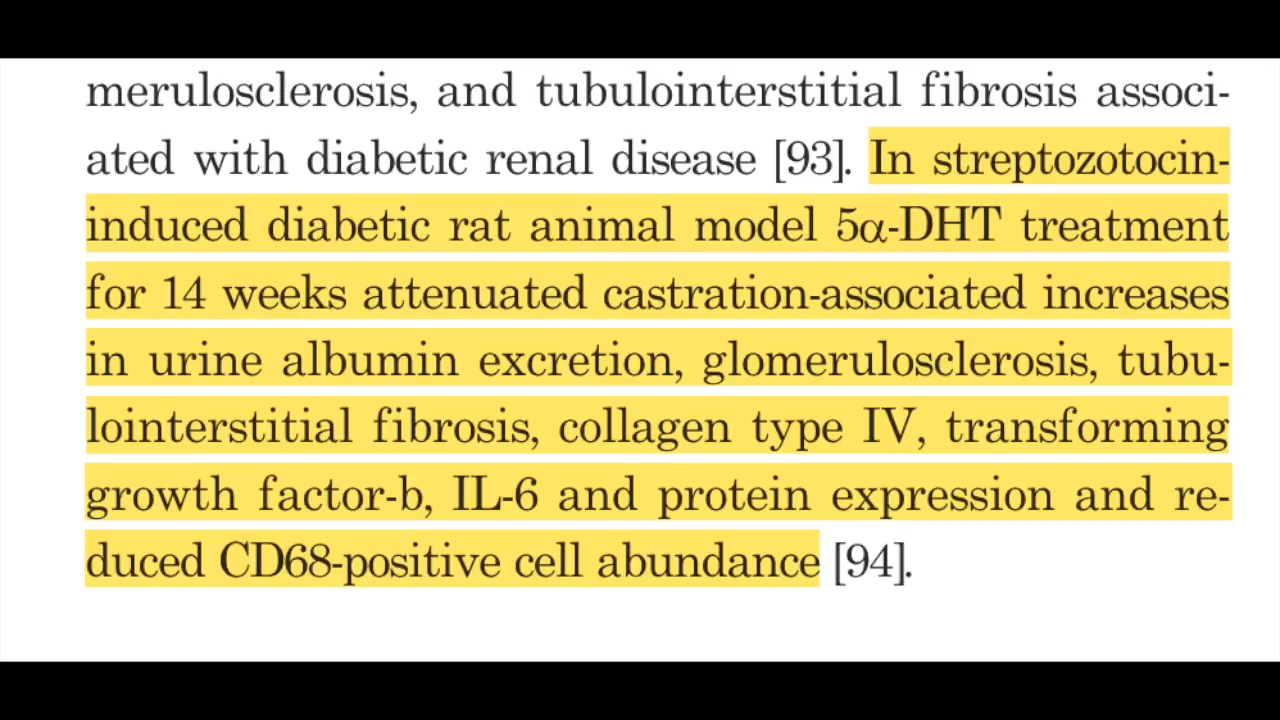 merulosclerosis, and tubulointerstitial fibrosis associ-
ated with diabetic renal disease [93]. In streptozotocin-
induced diabetic rat animal model 5α-DHT treatment
for 14 weeks attenuated castration-associated increases
in urine albumin excretion, glomerulosclerosis, tubu-
lointerstitial fibrosis, collagen type IV, transforming
growth factor-b, IL-6 and protein expression and re-
duced CD68-positive cell abundance [94].